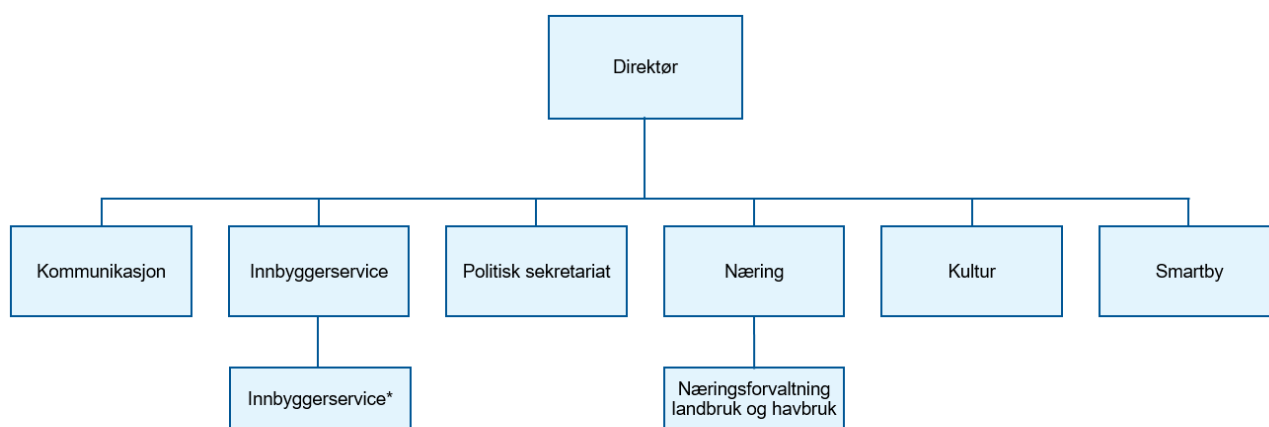 Direktør
Kommunikasjon
Innbyggerservice
Politisk sekretariat
Næring
Kultur
Smartby
Innbyggerservice*
Næringsforvaltning
landbruk og havbruk